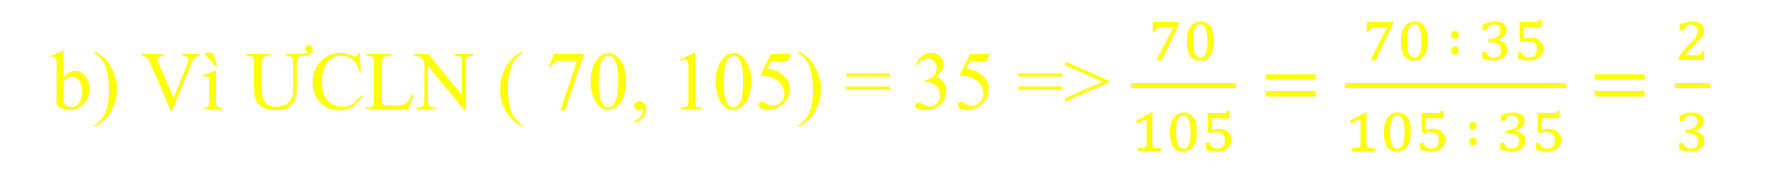 b) Vì ƯCLN ( 70, 105) = 35 => 70/105 = 70 : 35/105 : 35 = 2/3